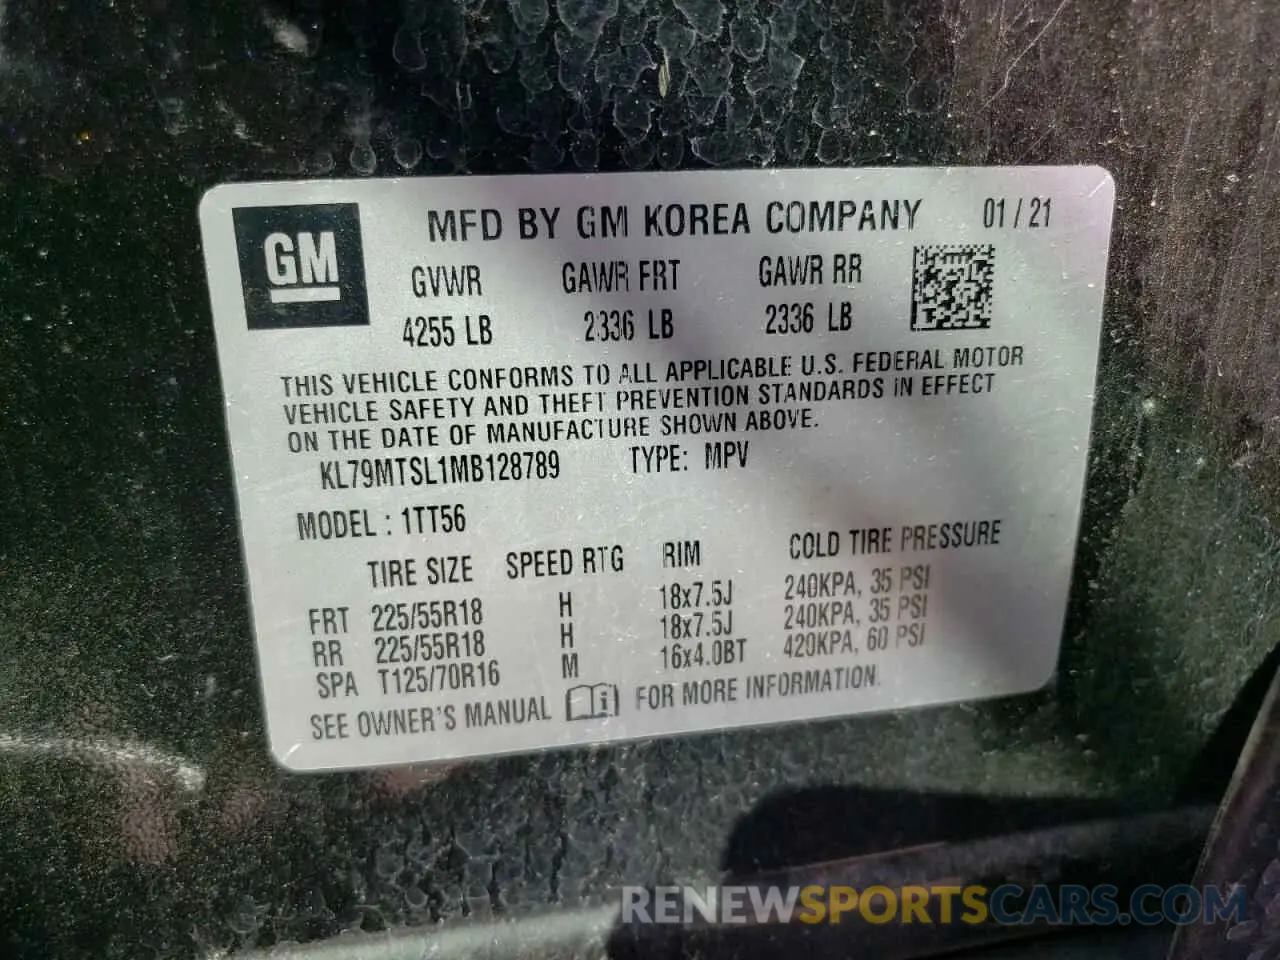 GM
MFD BY GM KOREA COMPANY 01 / 21
GVWR GAWR FRT GAWR RR
4255 LB 2336 LB 2336 LB
THIS VEHICLE CONFORMS TO ALL APPLICABLE U.S. FEDERAL MOTOR
VEHICLE SAFETY AND THEFT PREVENTION STANDARDS IN EFFECT
ON THE DATE OF MANUFACTURE SHOWN ABOVE.
KL79MTSL1MB128789 TYPE: MPV
MODEL : 1TT56
TIRE SIZE SPEED RTG RIM COLD TIRE PRESSURE
FRT 225/55R18 H 18x7.5J 240KPA, 35 PSI
RR 225/55R18 H 18x7.5J 240KPA, 35 PSI
SPA T125/70R16 M 16x4.0BT 420KPA, 60 PSI
SEE OWNER'S MANUAL i FOR MORE INFORMATION.
RENEWSPORTSCARS.COM